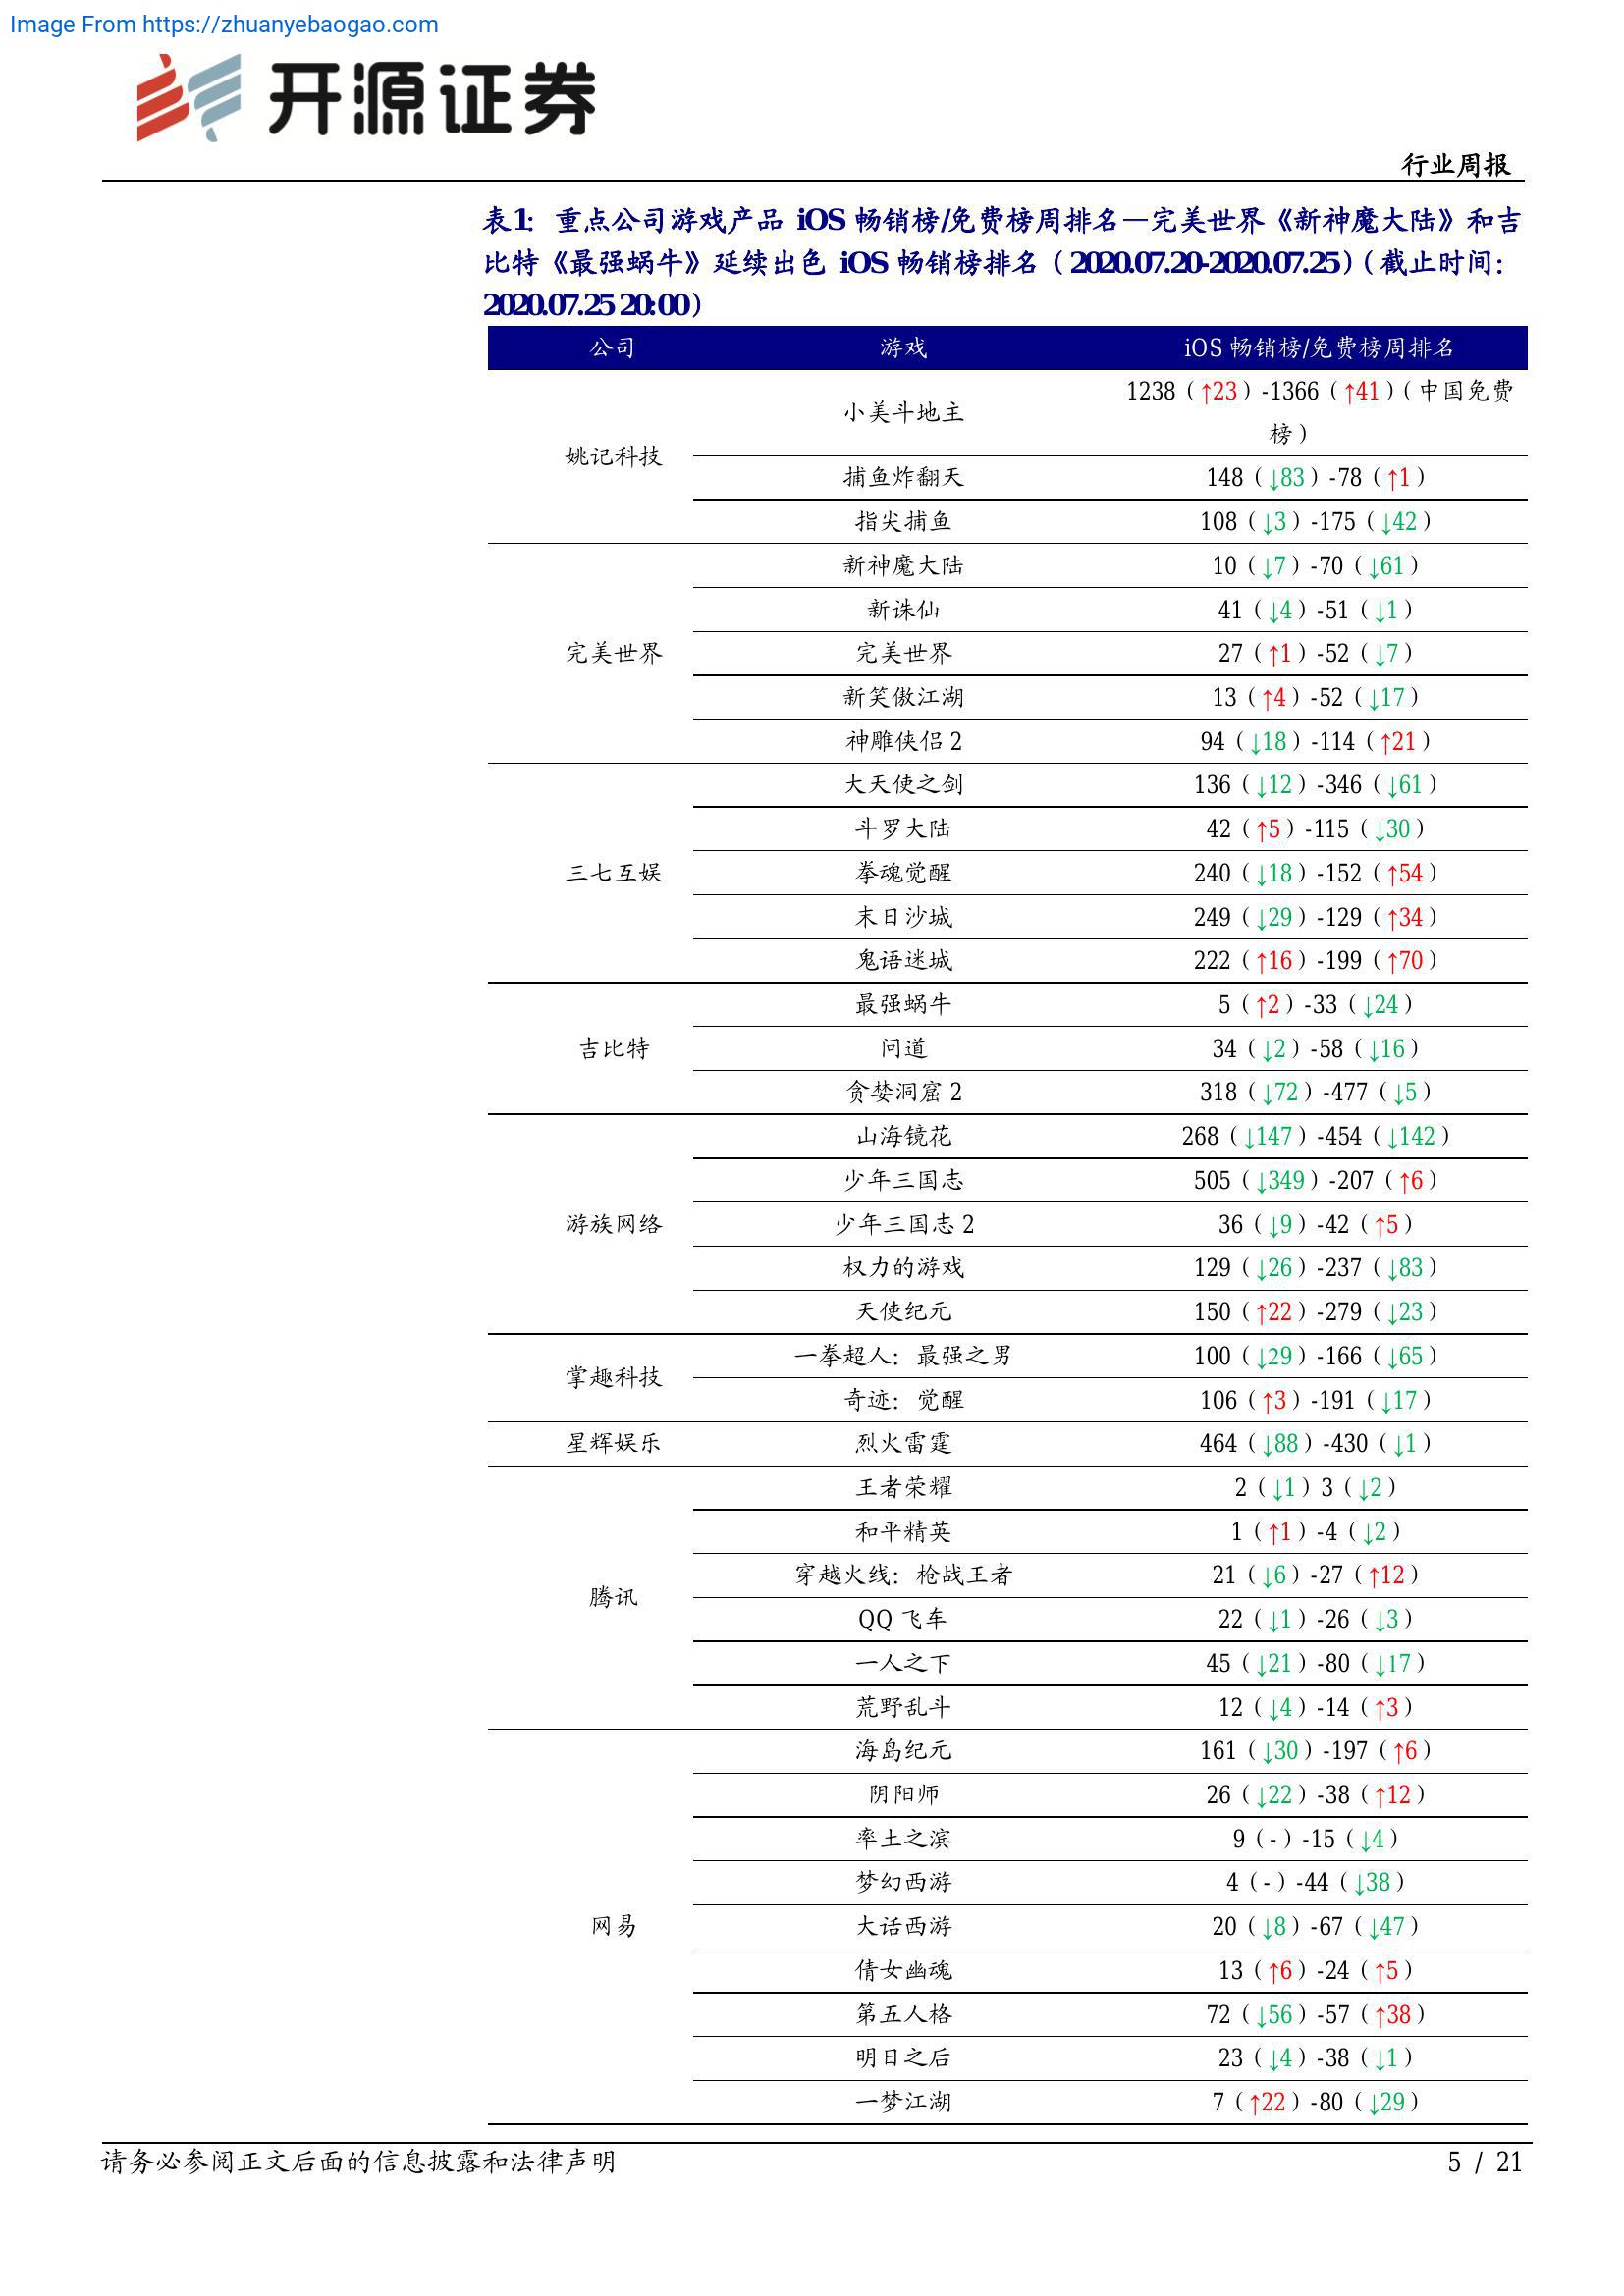 Image From https://zhuanyebaogao.com
开源证券
行业周报
表1：重点公司游戏产品 iOS 畅销榜/免费榜周排名—完美世界《新神魔大陆》和吉
比特《最强蜗牛》延续出色 iOS 畅销榜排名（2020.07.20-2020.07.25）（截止时间：
2020.07.25 20:00）
公司 游戏 iOS 畅销榜/免费榜周排名
姚记科技 小美斗地主 1238（↑23）-1366（↑41）（中国免费
榜）
捕鱼炸翻天 148（↓83）-78（↑1）
指尖捕鱼 108（↓3）-175（↓42）
完美世界 新神魔大陆 10（↓7）-70（↓61）
新诛仙 41（↓4）-51（↓1）
完美世界 27（↑1）-52（↓7）
新笑傲江湖 13（↑4）-52（↓17）
神雕侠侣 2 94（↓18）-114（↑21）
三七互娱 大天使之剑 136（↓12）-346（↓61）
斗罗大陆 42（↑5）-115（↓30）
拳魂觉醒 240（↓18）-152（↑54）
末日沙城 249（↓29）-129（↑34）
鬼语迷城 222（↑16）-199（↑70）
吉比特 最强蜗牛 5（↑2）-33（↓24）
问道 34（↓2）-58（↓16）
贪婪洞窟 2 318（↓72）-477（↓5）
游族网络 山海镜花 268（↓147）-454（↓142）
少年三国志 505（↓349）-207（↑6）
少年三国志 2 36（↓9）-42（↑5）
权力的游戏 129（↓26）-237（↓83）
天使纪元 150（↑22）-279（↓23）
掌趣科技 一拳超人：最强之男 100（↓29）-166（↓65）
奇迹：觉醒 106（↑3）-191（↓17）
星辉娱乐 烈火雷霆 464（↓88）-430（↓1）
腾讯 王者荣耀 2（↓1）3（↓2）
和平精英 1（↑1）-4（↓2）
穿越火线：枪战王者 21（↓6）-27（↑12）
QQ 飞车 22（↓1）-26（↓3）
一人之下 45（↓21）-80（↓17）
荒野乱斗 12（↓4）-14（↑3）
网易 海岛纪元 161（↓30）-197（↑6）
阴阳师 26（↓22）-38（↑12）
率土之滨 9（-）-15（↓4）
梦幻西游 4（-）-44（↓38）
大话西游 20（↓8）-67（↓47）
倩女幽魂 13（↑6）-24（↑5）
第五人格 72（↓56）-57（↑38）
明日之后 23（↓4）-38（↓1）
一梦江湖 7（↑22）-80（↓29）
请务必参阅正文后面的信息披露和法律声明 5 / 21